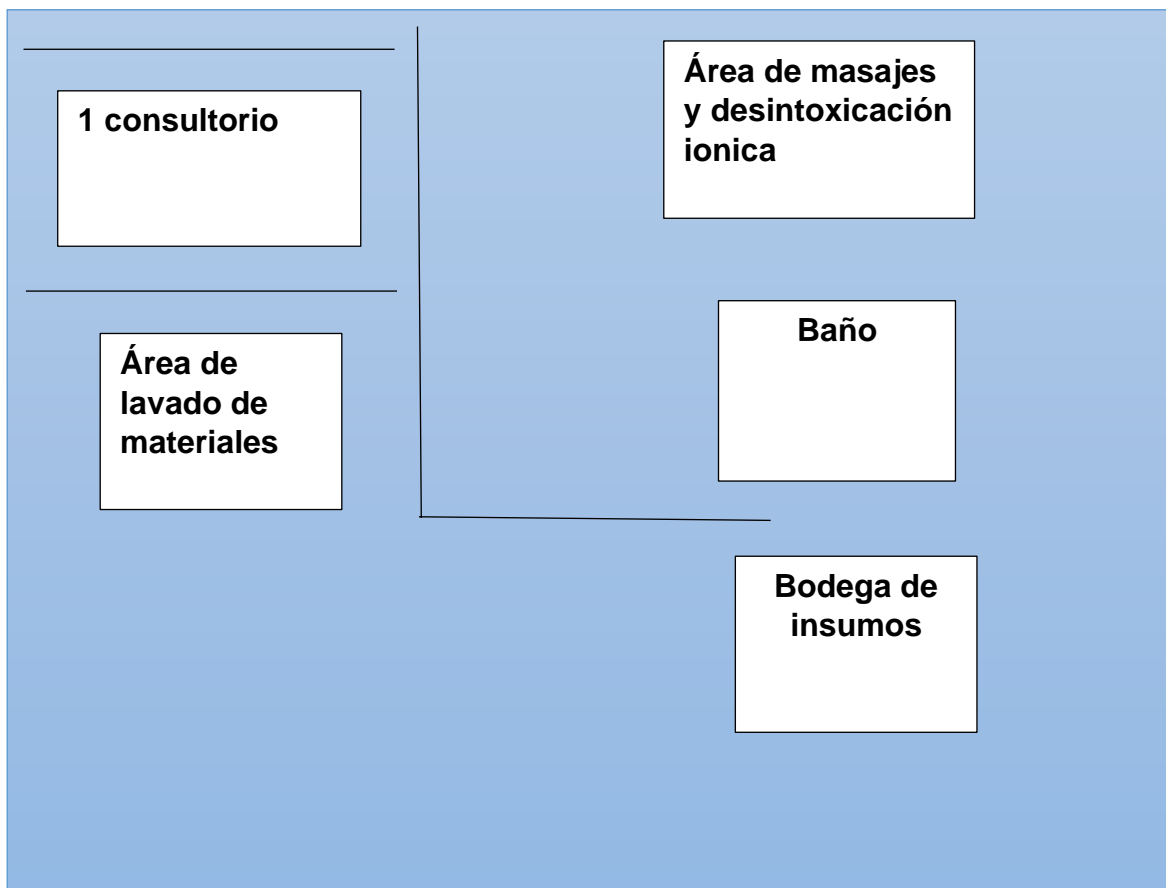 1 consultorio
Área de masajes
y desintoxicación
ionica
Área de
lavado de
materiales
Baño
Bodega de
insumos